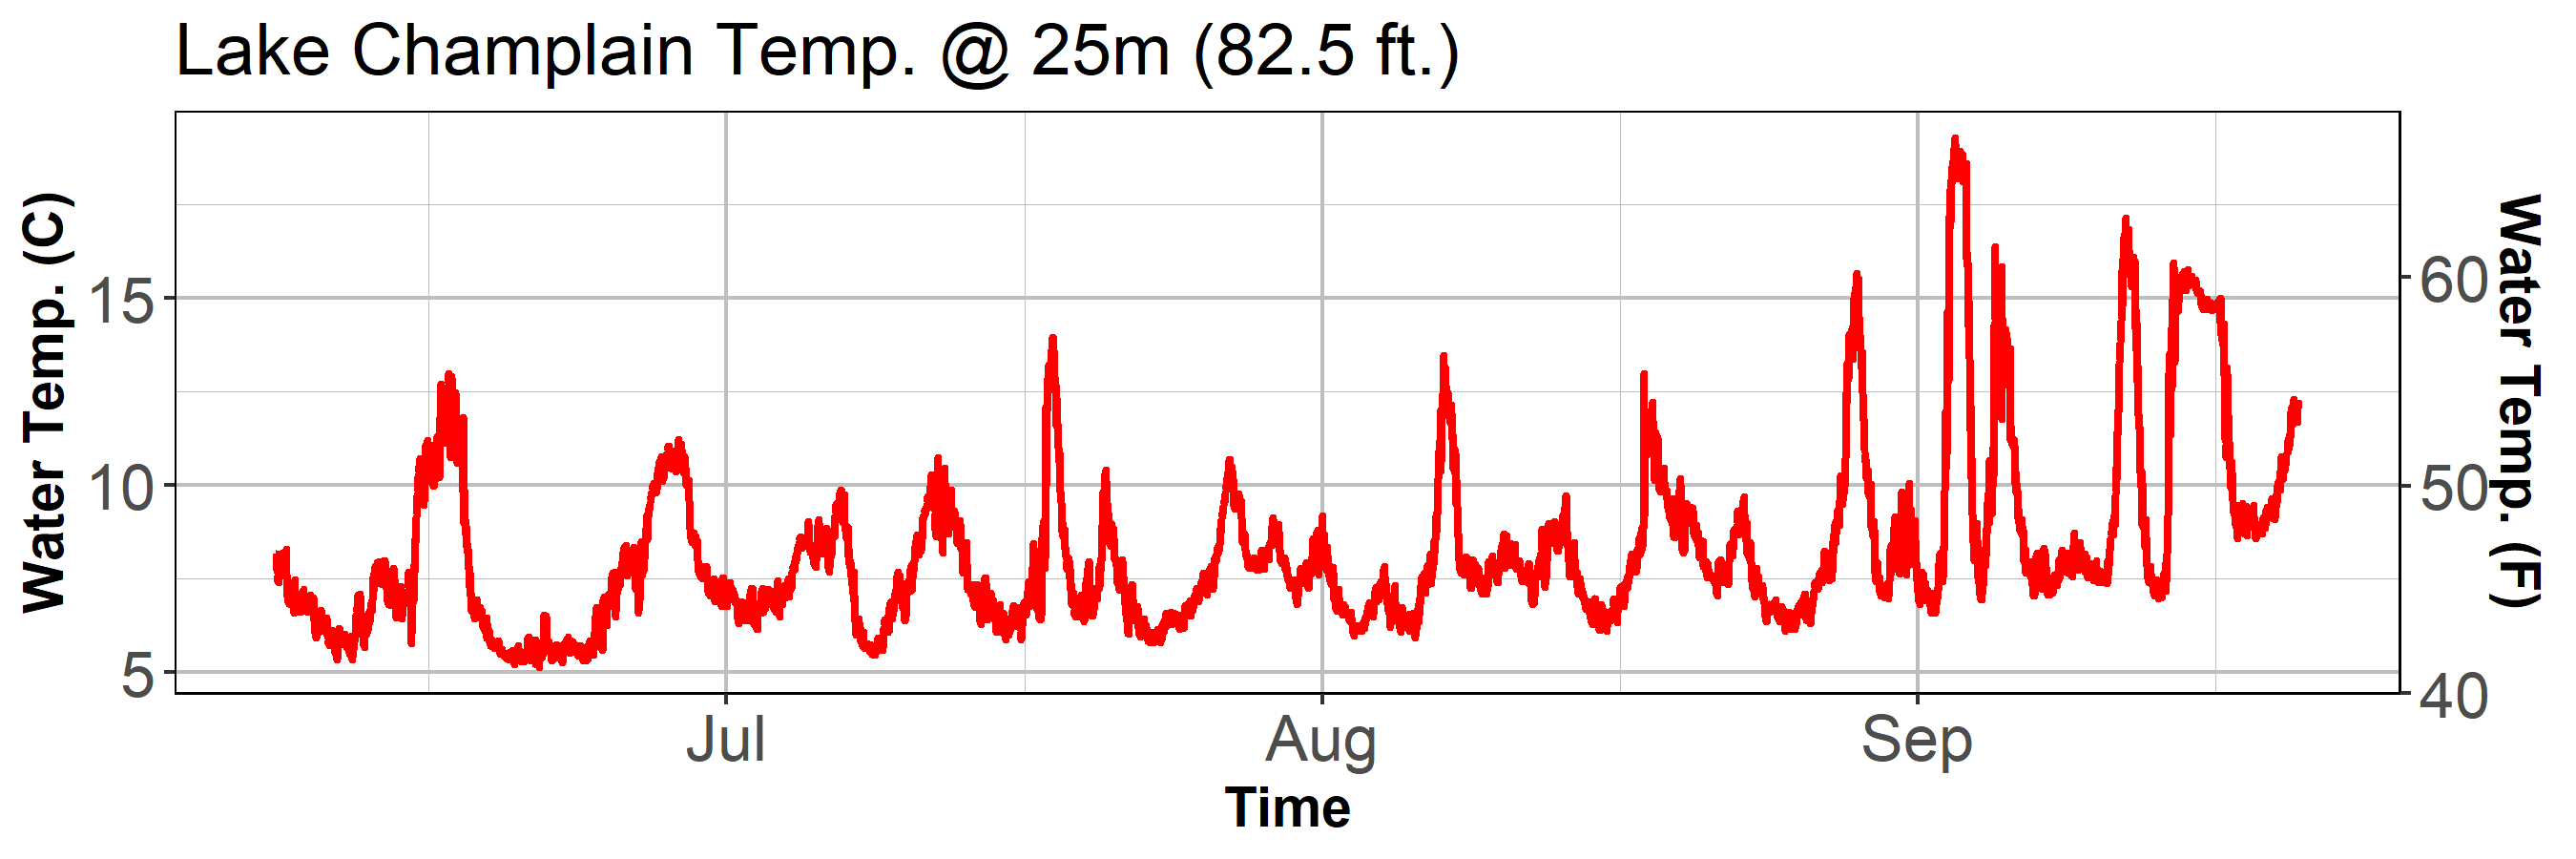 Lake Champlain Temp. @ 25m (82.5 ft.)
Water Temp. (C)
15
10
5
60
50
40
Water Temp. (F)
Jul
Aug
Sep
Time